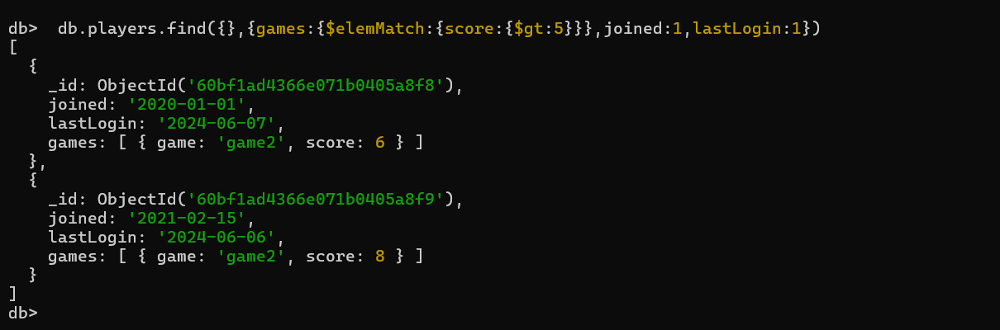 db>  db.players.find({},{games:{$elemMatch:{score:{$gt:5}}},joined:1,lastLogin:1})
[
  {
    _id: ObjectId('60bf1ad4366e071b0405a8f8'),
    joined: '2020-01-01',
    lastLogin: '2024-06-07',
    games: [ { game: 'game2', score: 6 } ]
  },
  {
    _id: ObjectId('60bf1ad4366e071b0405a8f9'),
    joined: '2021-02-15',
    lastLogin: '2024-06-06',
    games: [ { game: 'game2', score: 8 } ]
  }
]
db>